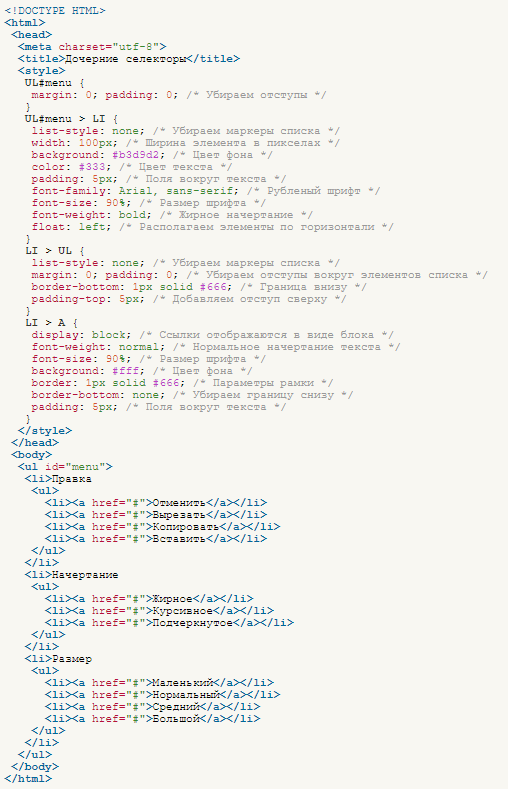 <!DOCTYPE HTML>
<html>
<head>
<meta charset="utf-8">
<title>Дочерние селекторы</title>
<style>
UL#menu {
margin: 0; padding: 0; /* Убираем отступы */
}
UL#menu > LI {
list-style: none; /* Убираем маркеры списка */
width: 100px; /* Ширина элемента в пикселах */
background: #b3d9d2; /* Цвет фона */
color: #333; /* Цвет текста */
padding: 5px; /* Поля вокруг текста */
font-family: Arial, sans-serif; /* Рубленый шрифт */
font-size: 90%; /* Размер шрифта */
font-weight: bold; /* Жирное начертание */
float: left; /* Располагаем элементы по горизонтали */
}
LI > UL {
list-style: none; /* Убираем маркеры списка */
margin: 0; padding: 0; /* Убираем отступы вокруг элементов списка */
border-bottom: 1px solid #666; /* Граница внизу */
padding-top: 5px; /* Добавляем отступ сверху */
}
LI > A {
display: block; /* Ссылки отображаются в виде блока */
font-weight: normal; /* Нормальное начертание текста */
font-size: 90%; /* Размер шрифта */
background: #fff; /* Цвет фона */
border: 1px solid #666; /* Параметры рамки */
border-bottom: none; /* Убираем границу снизу */
padding: 5px; /* Поля вокруг текста */
}
</style>
</head>
<body>
<ul id="menu">
<li>Правка
<ul>
<li><a href="#">Отменить</a></li>
<li><a href="#">Вырезать</a></li>
<li><a href="#">Копировать</a></li>
<li><a href="#">Вставить</a></li>
</ul>
</li>
<li>Начертание
<ul>
<li><a href="#">Жирное</a></li>
<li><a href="#">Курсивное</a></li>
<li><a href="#">Подчеркнутое</a></li>
</ul>
</li>
<li>Размер
<ul>
<li><a href="#">Маленький</a></li>
<li><a href="#">Нормальный</a></li>
<li><a href="#">Средний</a></li>
<li><a href="#">Большой</a></li>
</ul>
</li>
</ul>
</body>
</html>